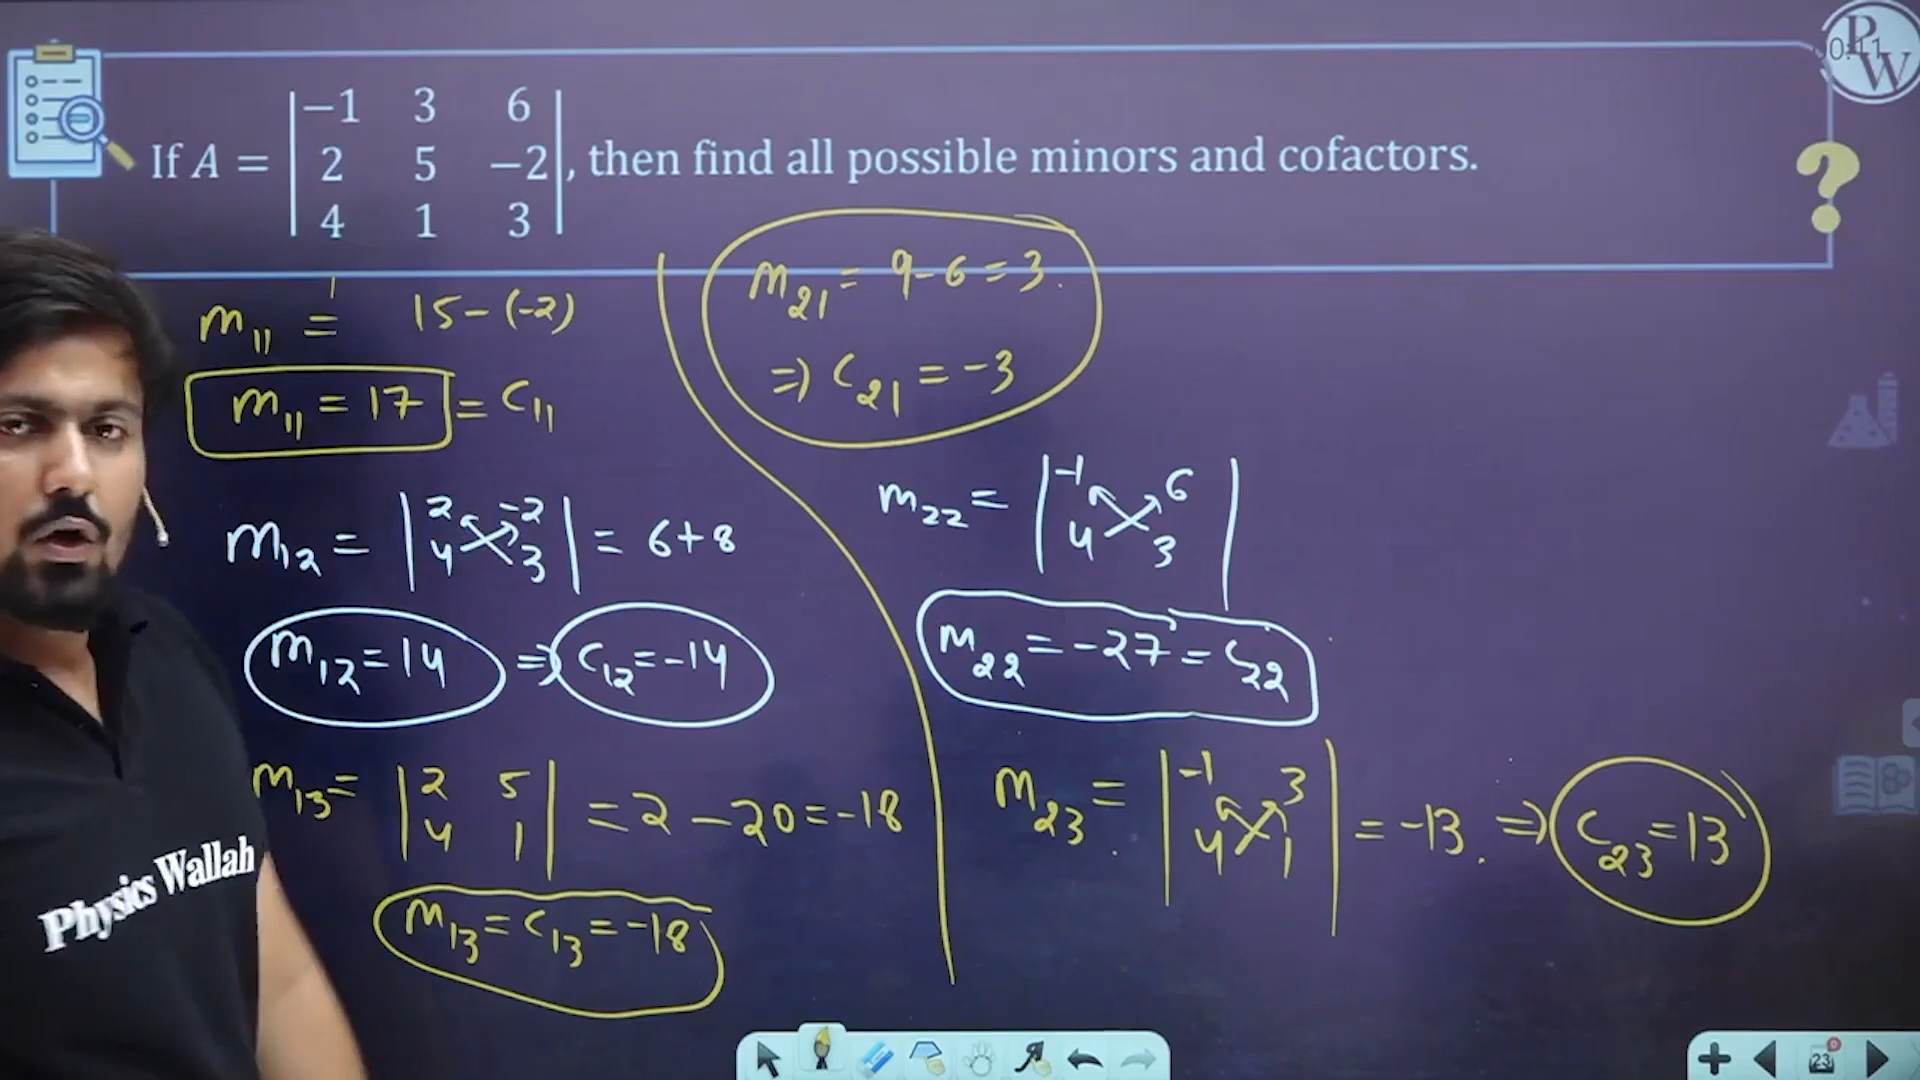 If A = |−1 3 6|
|2 5 −2|, then find all possible minors and cofactors.
|4 1 3|
?
PW
m₁₁ = 15 - (-2)
m₁₁ = 17 = C₁₁
m₁₂ = |2 -2|
|4 3| = 6 + 8
m₁₂ = 14 ⇒ C₁₂ = -14
m₁₃ = |2 5|
|4 1| = 2 - 20 = -18
m₁₃ = C₁₃ = -18
m₂₁ = 9 - 6 = 3.
⇒ C₂₁ = -3
m₂₂ = |-1 6|
|4 3|
m₂₂ = -27 = C₂₂
m₂₃ = |-1 3|
|4 1| = -13. ⇒ C₂₃ = 13
Physics Wallah
23
0